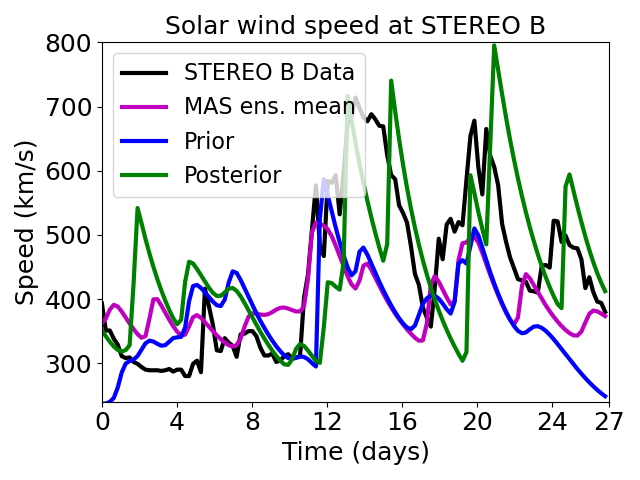 Solar wind speed at STEREO B
STEREO B Data
MAS ens. mean
Prior
Posterior
Speed (km/s)
800
700
600
500
400
300
0 4 8 12 16 20 24 27
Time (days)